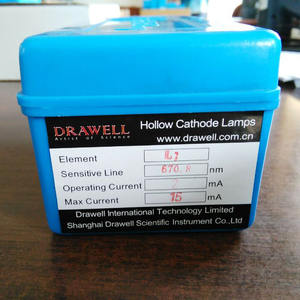 DRAWELL
Artist of Science
Hollow Cathode Lamps
www.drawell.com.cn
Element
Sensitive Line 670.8 nm
Operating Current mA
Max Current 15 mA
Drawell International Technology Limited
Shanghai Drawell Scientific Instrument Co.,Ltd